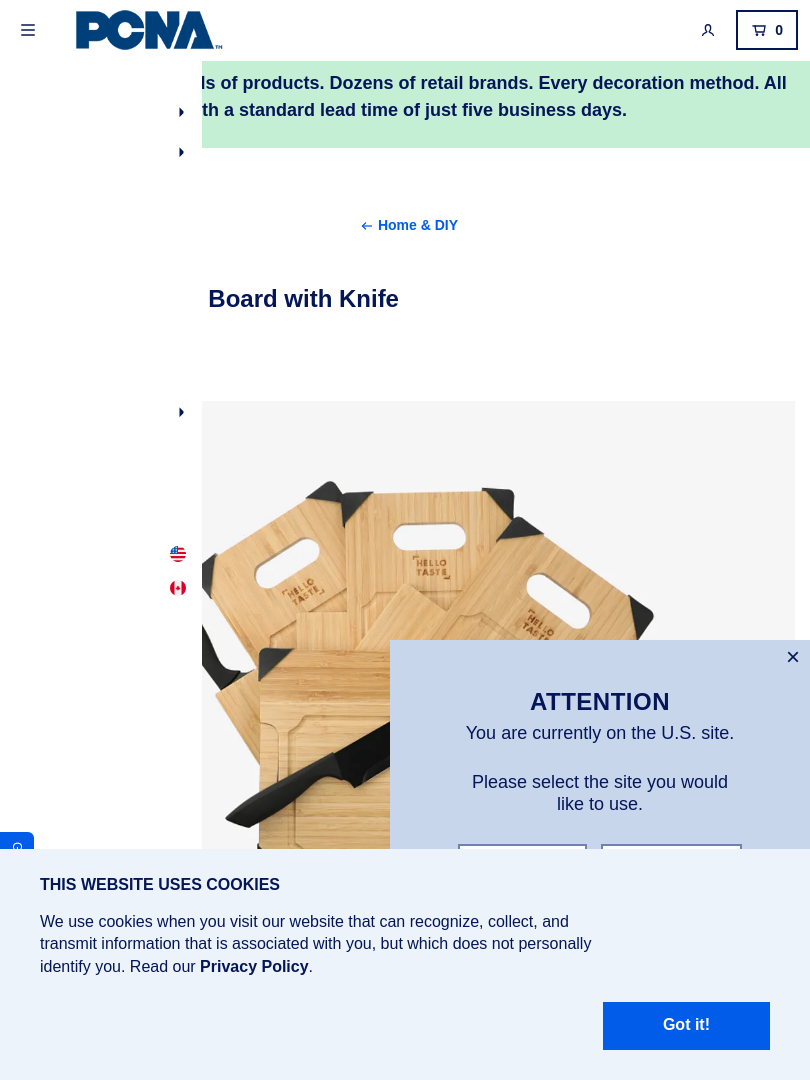 PCNA™
0
ls of products. Dozens of retail brands. Every decoration method. All
th a standard lead time of just five business days.
Home & DIY
Board with Knife
HELLO
TASTE
HELLO
TASTE
HELLO
TASTE
ATTENTION
You are currently on the U.S. site.
Please select the site you would
like to use.
THIS WEBSITE USES COOKIES
We use cookies when you visit our website that can recognize, collect, and
transmit information that is associated with you, but which does not personally
identify you. Read our Privacy Policy.
Got it!